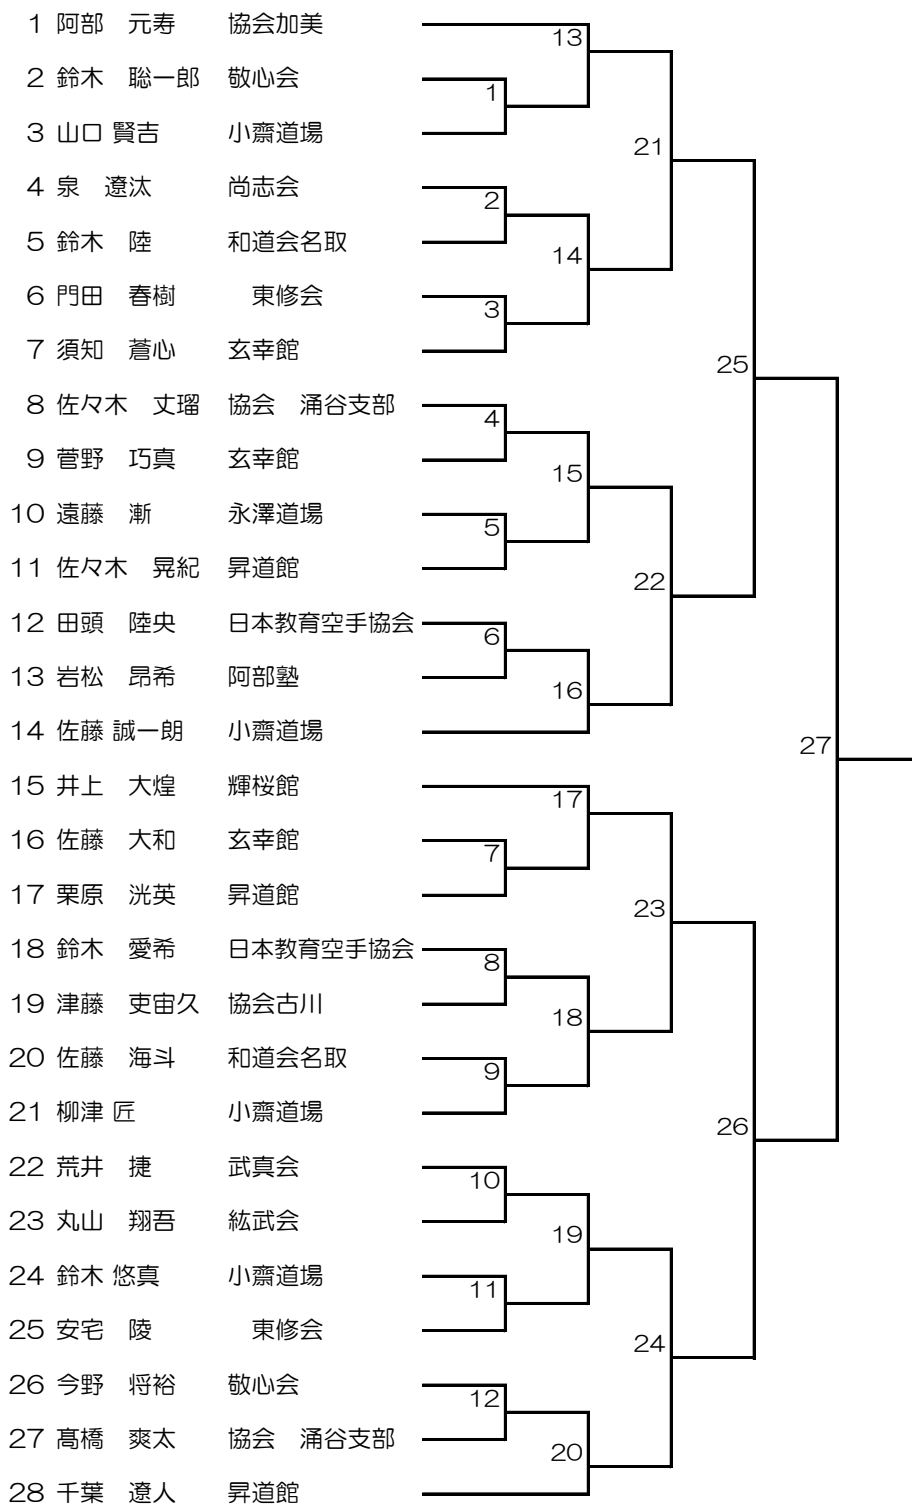 1 阿部　元寿　協会加美
13
2 鈴木　聡一郎　敬心会
1
3 山口 賢吉　小齋道場
21
4 泉　遼汰　尚志会
2
5 鈴木　陸　和道会名取
14
6 門田　春樹　東修会
3
7 須知　蒼心　玄幸館
25
8 佐々木　丈瑠　協会　涌谷支部
4
9 菅野　巧真　玄幸館
15
10 遠藤　漸　永澤道場
5
11 佐々木　晃紀　昇道館
22
12 田頭　陸央　日本教育空手協会
6
13 岩松　昂希　阿部塾
16
14 佐藤 誠一朗　小齋道場
27
15 井上　大煌　輝桜館
17
16 佐藤　大和　玄幸館
7
17 栗原　洸英　昇道館
23
18 鈴木　愛希　日本教育空手協会
8
19 津藤　吏宙久　協会古川
18
20 佐藤　海斗　和道会名取
9
21 柳津 匠　小齋道場
26
22 荒井　捷　武真会
10
23 丸山　翔吾　紘武会
19
24 鈴木 悠真　小齋道場
11
25 安宅　陵　東修会
24
26 今野　将裕　敬心会
12
27 髙橋　爽太　協会　涌谷支部
20
28 千葉　遼人　昇道館